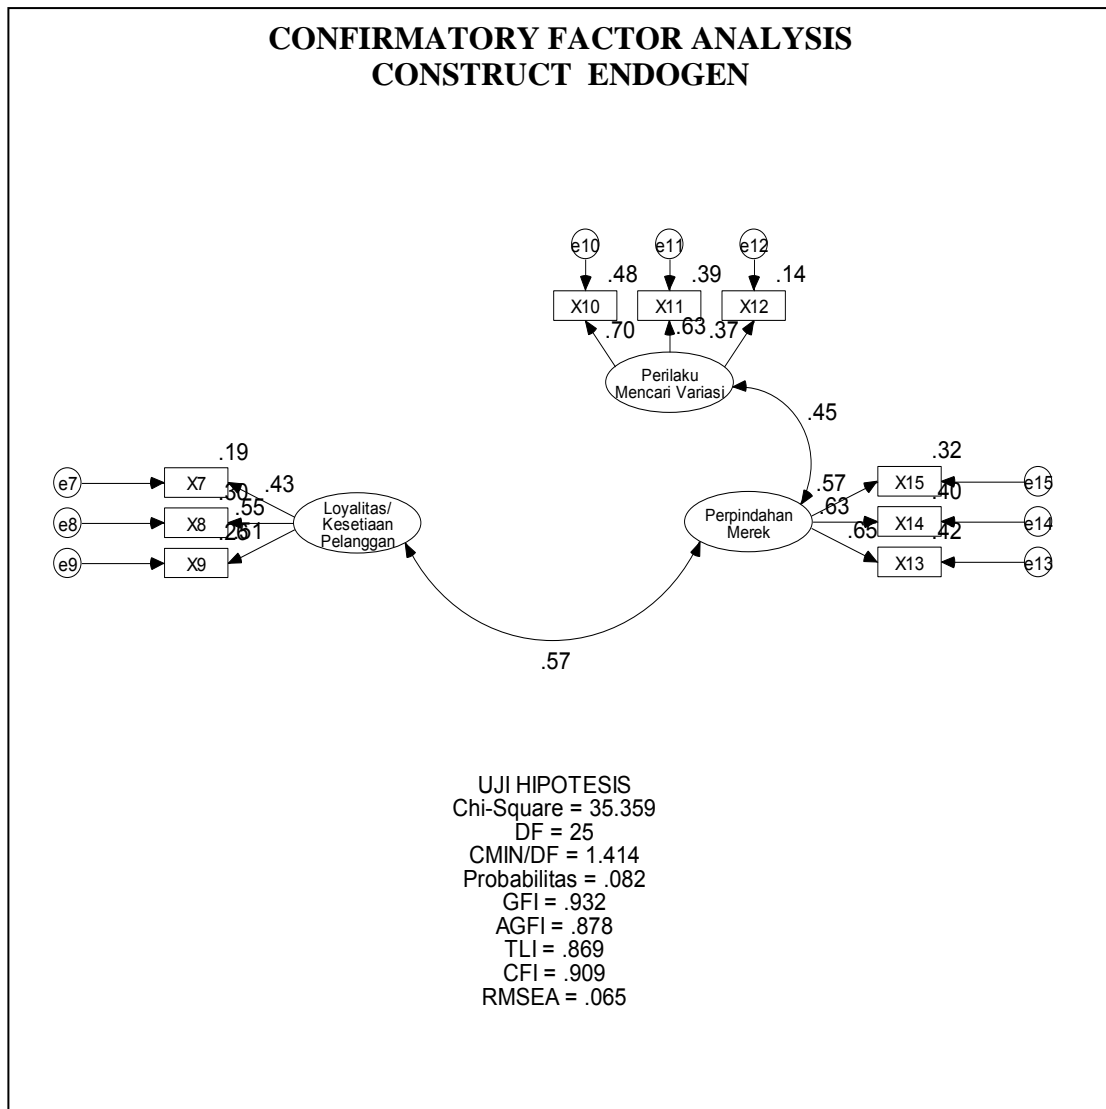 CONFIRMATORY FACTOR ANALYSIS
CONSTRUCT ENDOGEN
e10 e11 e12
.48 .39 .14
X10 X11 X12
.70 .63 .37
Perilaku
Mencari Variasi
.45
.19
e7 X7 .43
.30
e8 X8 .55
.26 .51
e9 X9
Loyalitas/
Kesetiaan
Pelanggan
Perpindahan
Merek
.32
.57 X15 e15
.40
.63 X14 e14
.42
.65 X13 e13
.57
UJI HIPOTESIS
Chi-Square = 35.359
DF = 25
CMIN/DF = 1.414
Probabilitas = .082
GFI = .932
AGFI = .878
TLI = .869
CFI = .909
RMSEA = .065